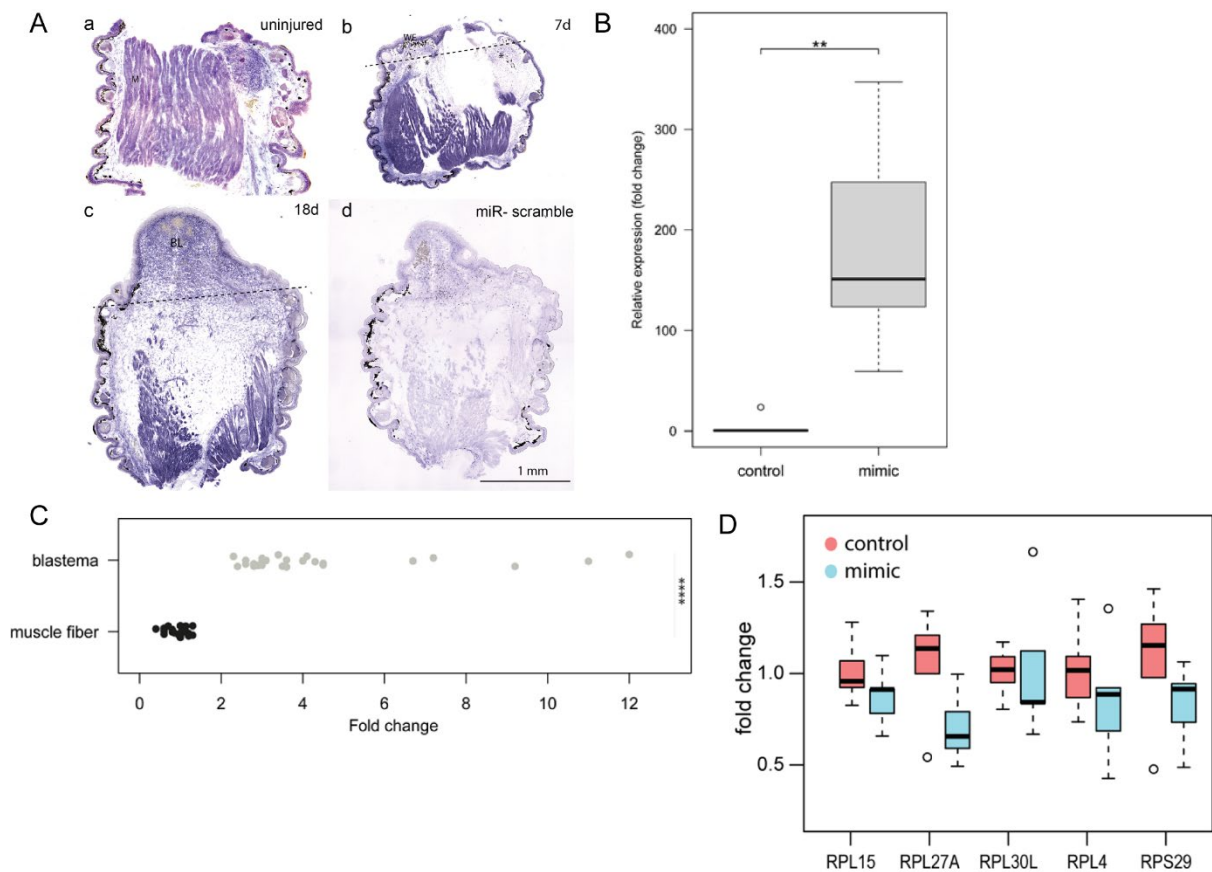 A
a
uninjured
M
b
7d
WE
*
*
c
18d
BL
d
miR- scramble
1 mm
B
Relative expression (fold change)
400
300
200
100
0
**
control
mimic
C
blastema
muscle fiber
0 2 4 6 8 10 12
Fold change
****
D
control
mimic
fold change
1.5
1.0
0.5
RPL15 RPL27A RPL30L RPL4 RPS29